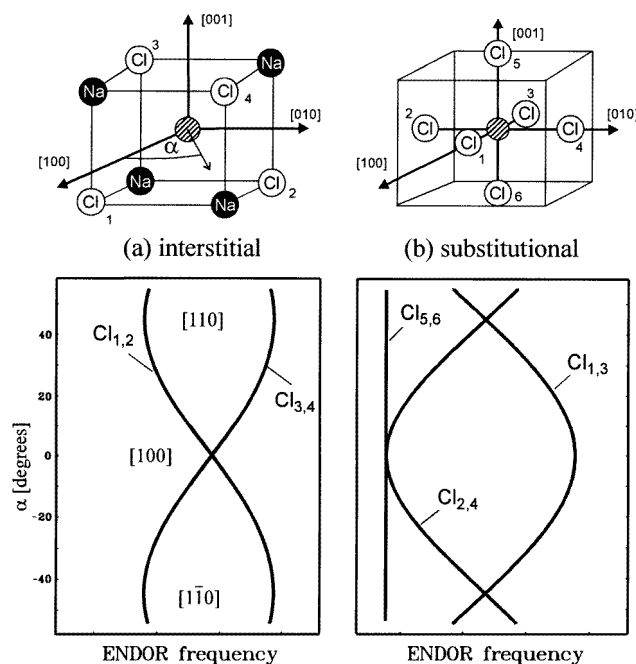 [001]
Cl 3
Na
Na
Cl 4
[010]
[100]
α
Na
Cl 2
Cl 1
Na
(a) interstitial
[001]
Cl 5
3
Cl
2
Cl
[010]
[100]
Cl 1
Cl 4
Cl 6
(b) substitutional
α [degrees]
40
20
0
-20
-40
[110]
Cl1,2
Cl3,4
[100]
[11̄0]
ENDOR frequency
Cl5,6
Cl1,3
Cl2,4
ENDOR frequency